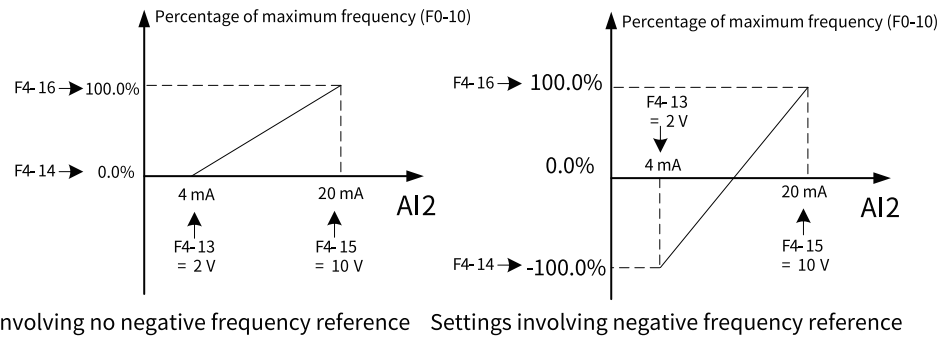 Percentage of maximum frequency (F0-10)
F4-16 100.0%
F4-14 0.0%
4 mA
20 mA
AI2
F4-13
= 2 V
F4-15
= 10 V
nvolving no negative frequency reference
Percentage of maximum frequency (F0-10)
F4-16 100.0%
F4-13
= 2 V
4 mA
0.0%
20 mA
AI2
F4-15
= 10 V
F4-14 -100.0%
Settings involving negative frequency reference